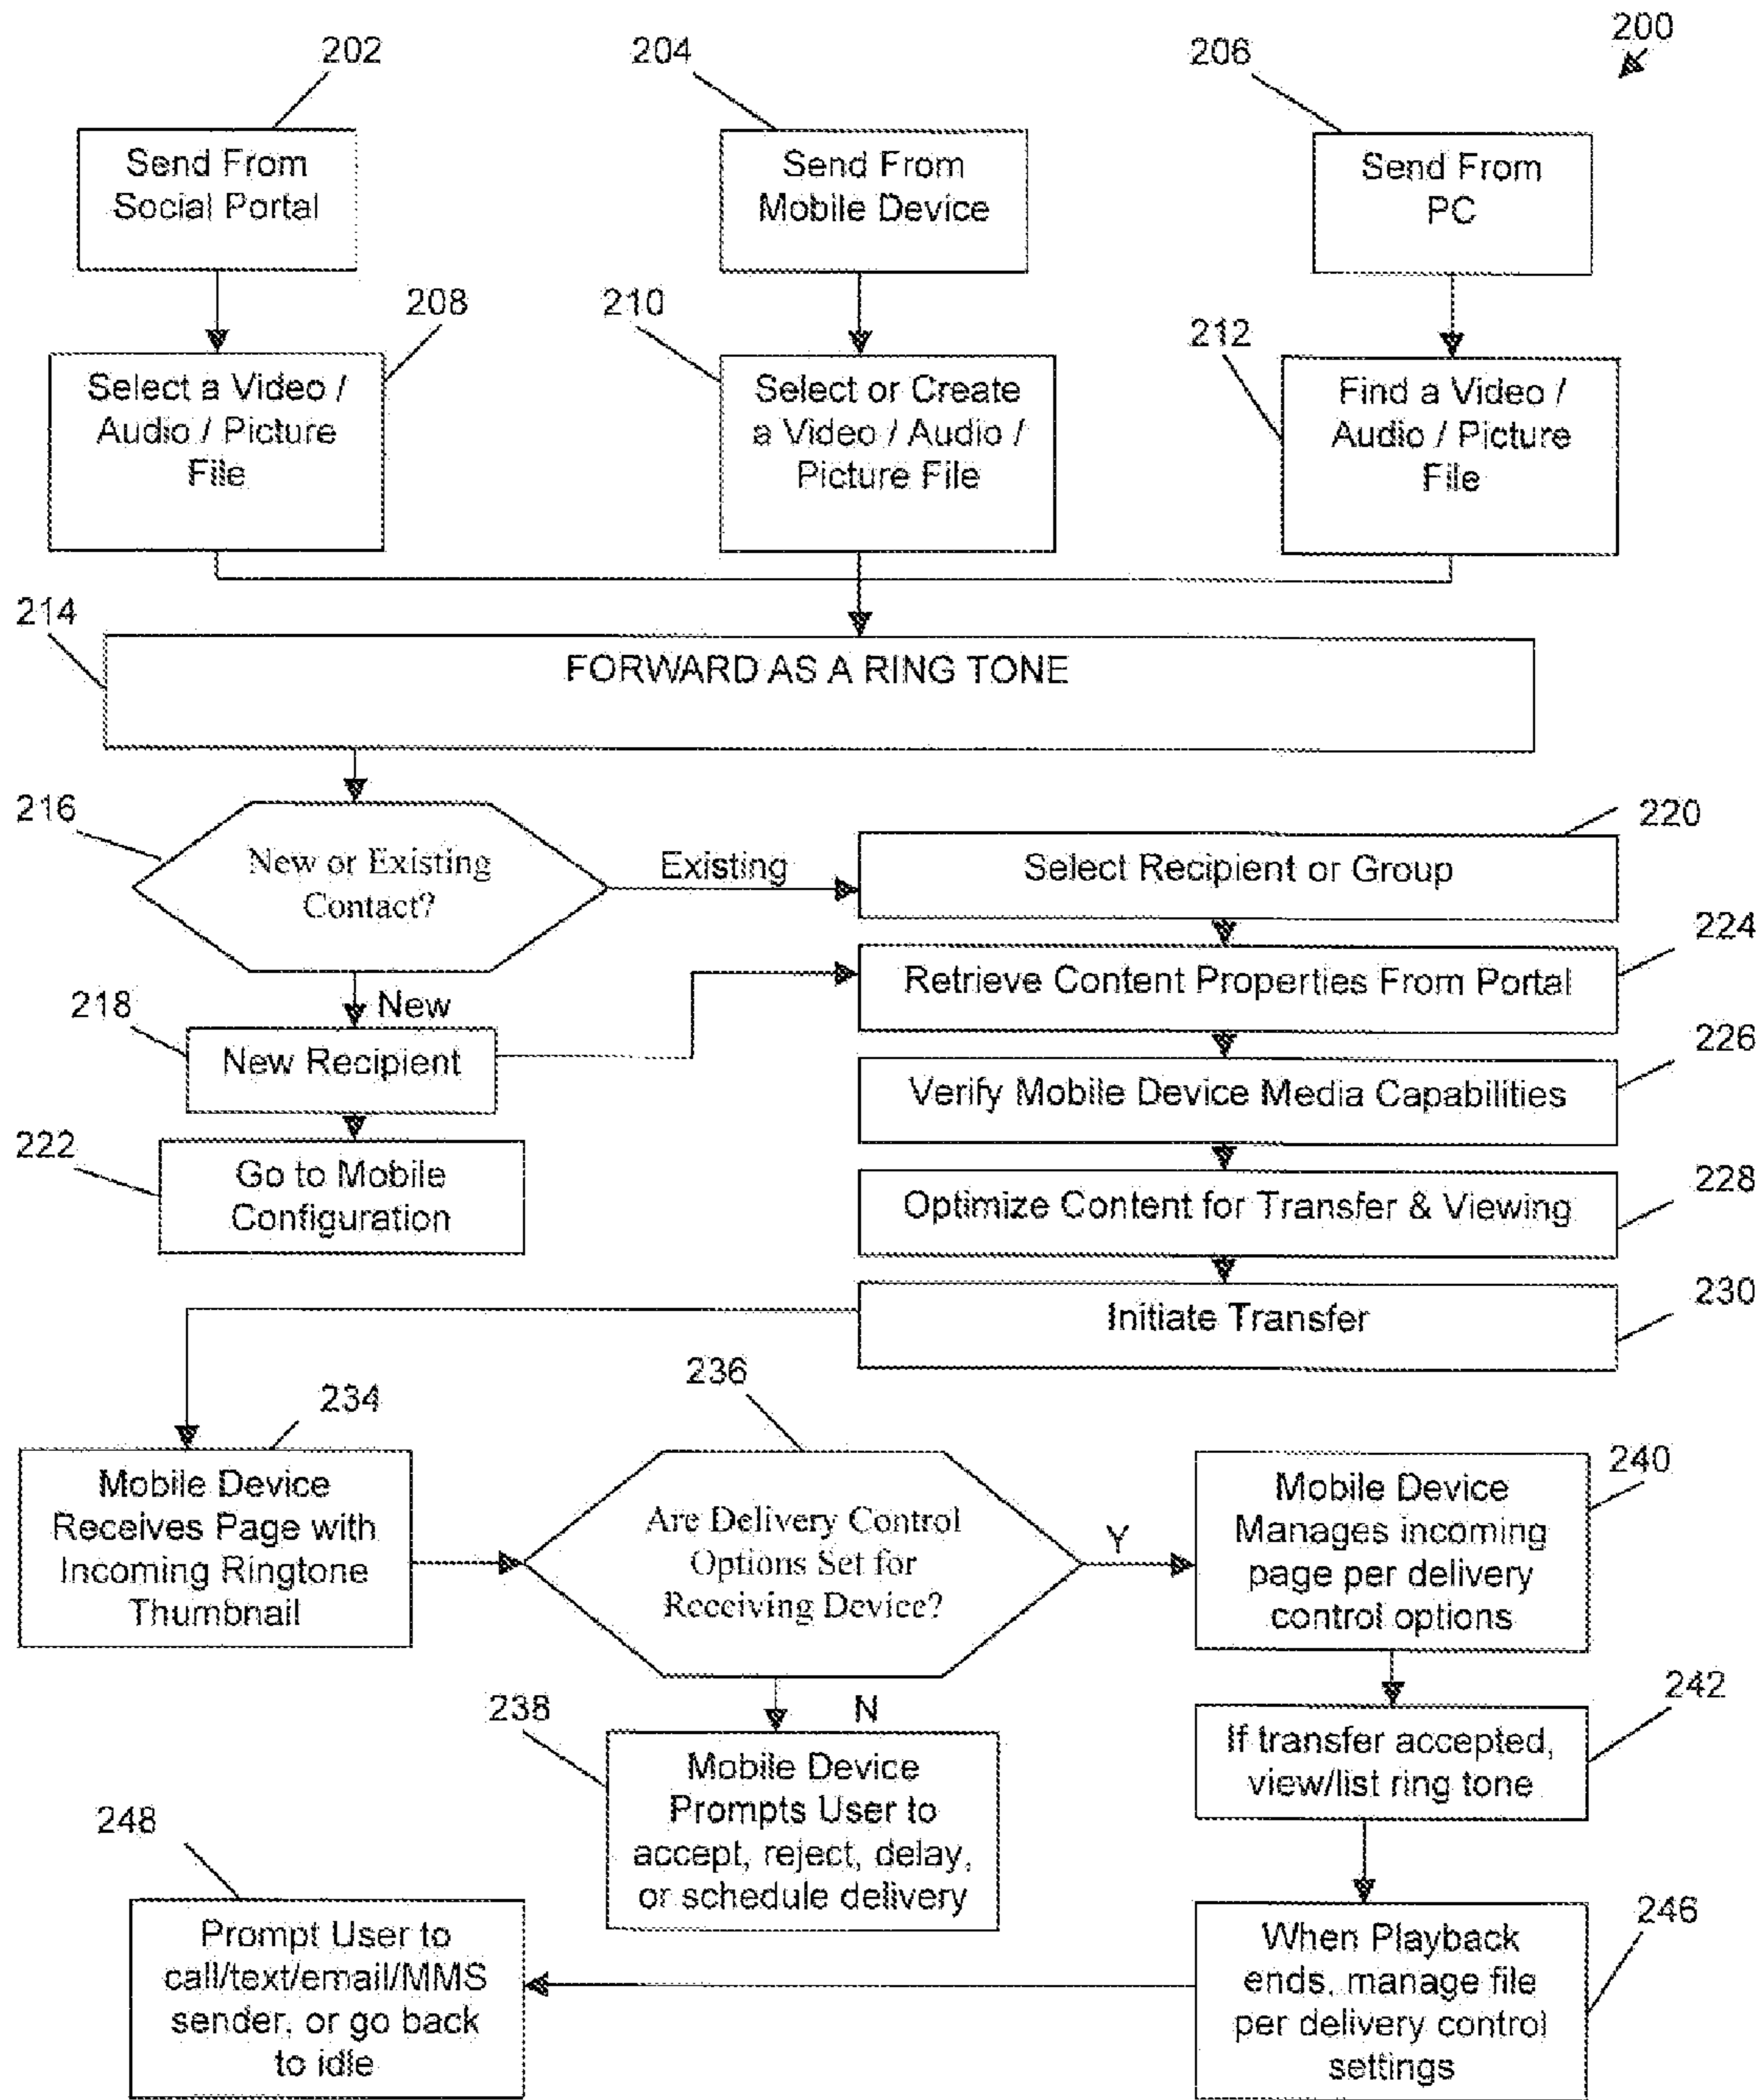 200
202
204
206
Send From
Social Portal
Send From
Mobile Device
Send From
PC
208
210
212
Select a Video /
Audio / Picture
File
Select or Create
a Video / Audio /
Picture File
Find a Video /
Audio / Picture
File
214
FORWARD AS A RING TONE
216
New or Existing
Contact?
Existing
220
Select Recipient or Group
New
224
Retrieve Content Properties From Portal
218
New Recipient
226
Verify Mobile Device Media Capabilities
222
Go to Mobile
Configuration
228
Optimize Content for Transfer & Viewing
230
Initiate Transfer
234
Mobile Device
Receives Page with
Incoming Ringtone
Thumbnail
236
Are Delivery Control
Options Set for
Receiving Device?
Y
N
240
Mobile Device
Manages incoming
page per delivery
control options
238
Mobile Device
Prompts User to
accept, reject, delay,
or schedule delivery
242
If transfer accepted,
view/list ring tone
246
When Playback
ends, manage file
per delivery control
settings
248
Prompt User to
call/text/email/MMS
sender, or go back
to idle